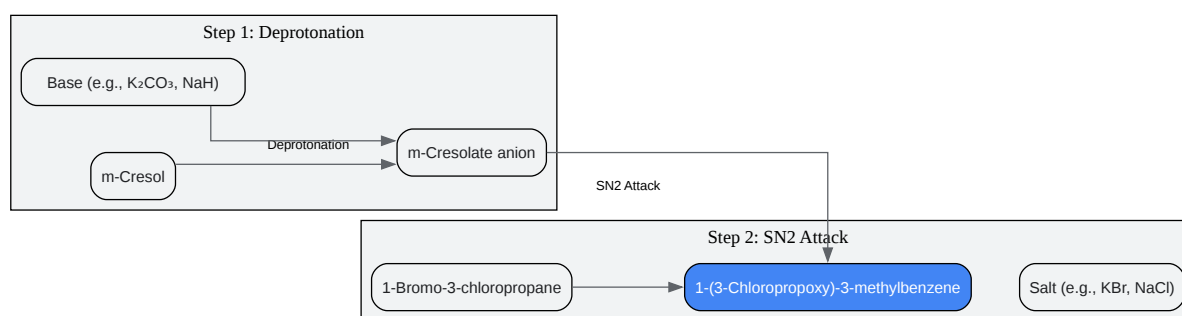 Step 1: Deprotonation
Base (e.g., K₂CO₃, NaH)
Deprotonation
m-Cresolate anion
m-Cresol
SN2 Attack
Step 2: SN2 Attack
1-Bromo-3-chloropropane
1-(3-Chloropropoxy)-3-methylbenzene
Salt (e.g., KBr, NaCl)